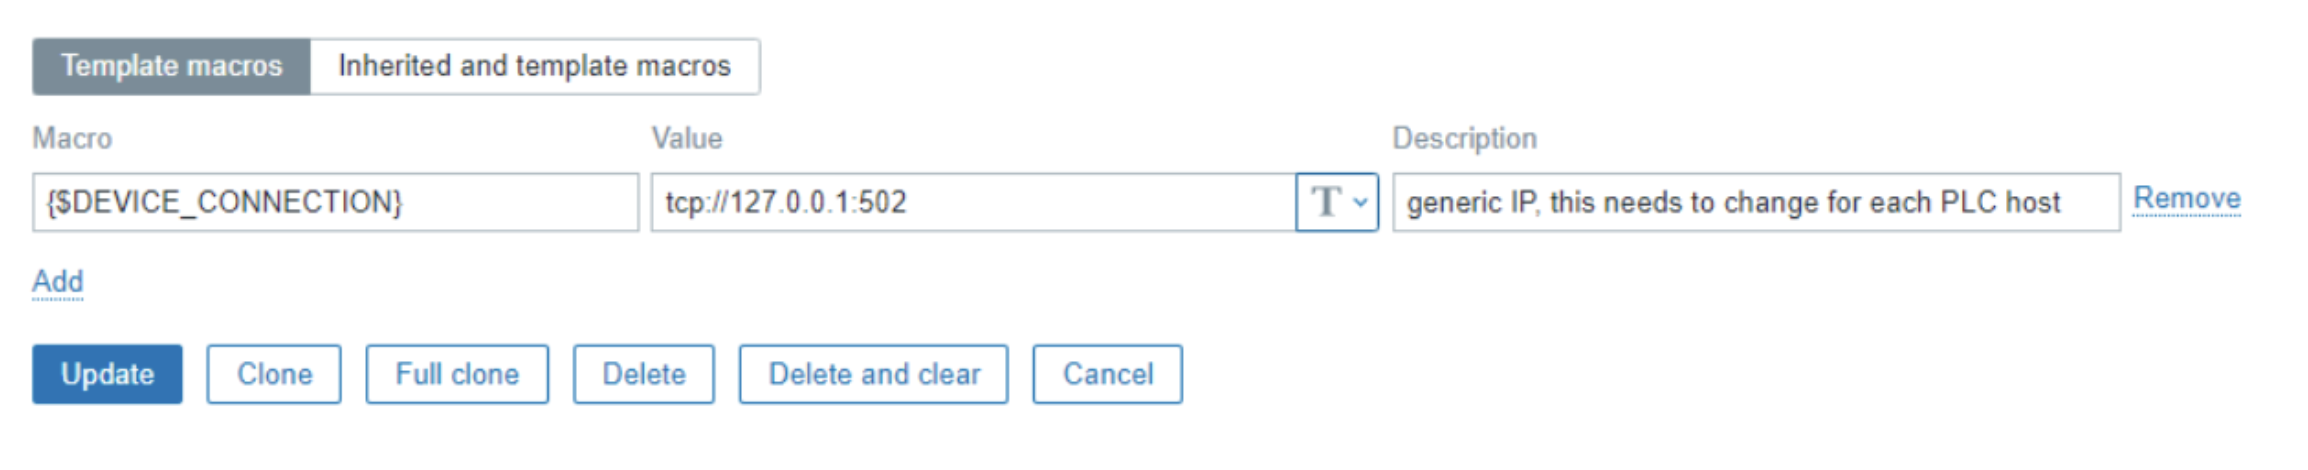 Template macros Inherited and template macros
Macro Value Description
{$DEVICE_CONNECTION} tcp://127.0.0.1:502 T generic IP, this needs to change for each PLC host Remove
Add
Update Clone Full clone Delete Delete and clear Cancel